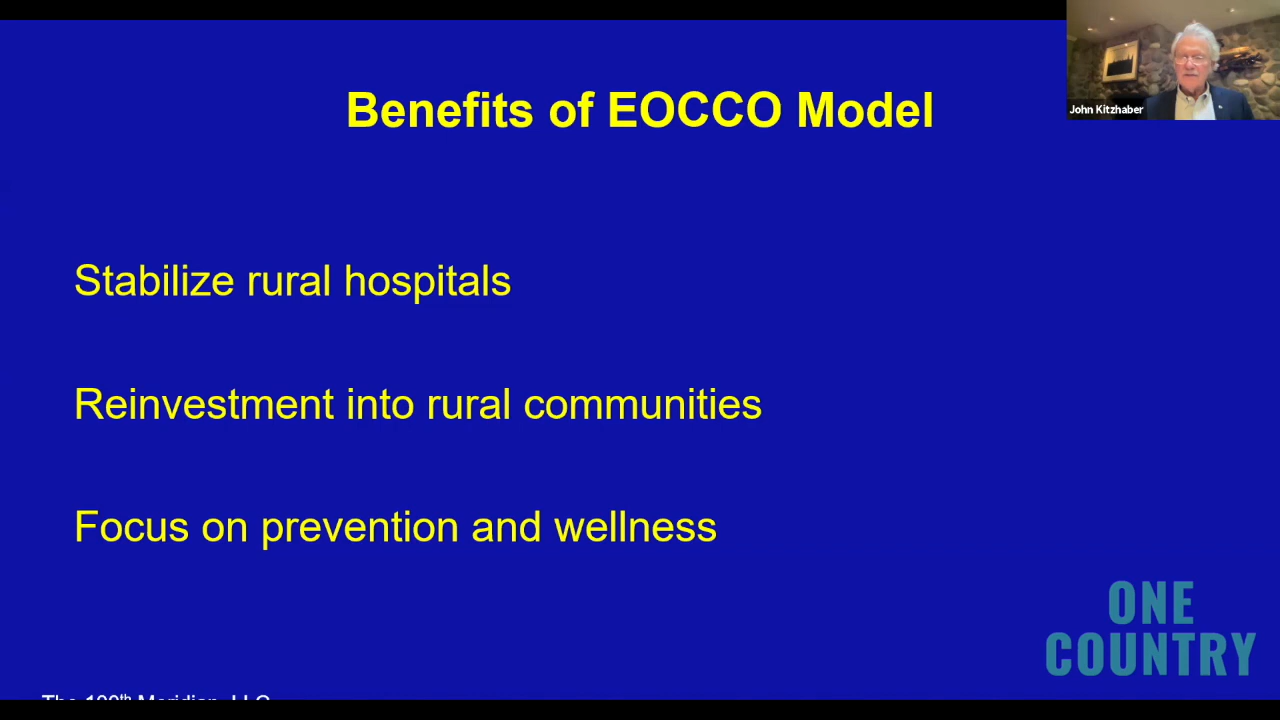 Benefits of EOCCO Model
John Kitzhaber
Stabilize rural hospitals
Reinvestment into rural communities
Focus on prevention and wellness
ONE
COUNTRY
The 100th Meridian, LLC